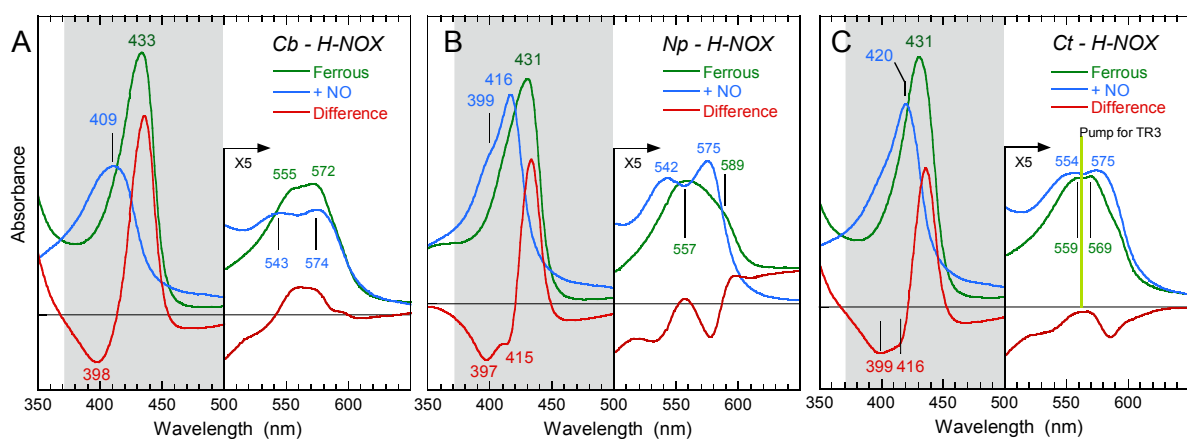 Absorbance
A
Cb - H-NOX
Ferrous
+ NO
Difference
433
409
398
X5
555
572
543
574
350
400
450
500
550
600
Wavelength (nm)
B
Np - H-NOX
Ferrous
+ NO
Difference
431
416
399
397
415
X5
542
575
589
557
350
400
450
500
550
600
Wavelength (nm)
C
Ct - H-NOX
Ferrous
+ NO
Difference
Pump for TR3
431
420
399
416
X5
554
575
559
569
350
400
450
500
550
600
Wavelength (nm)